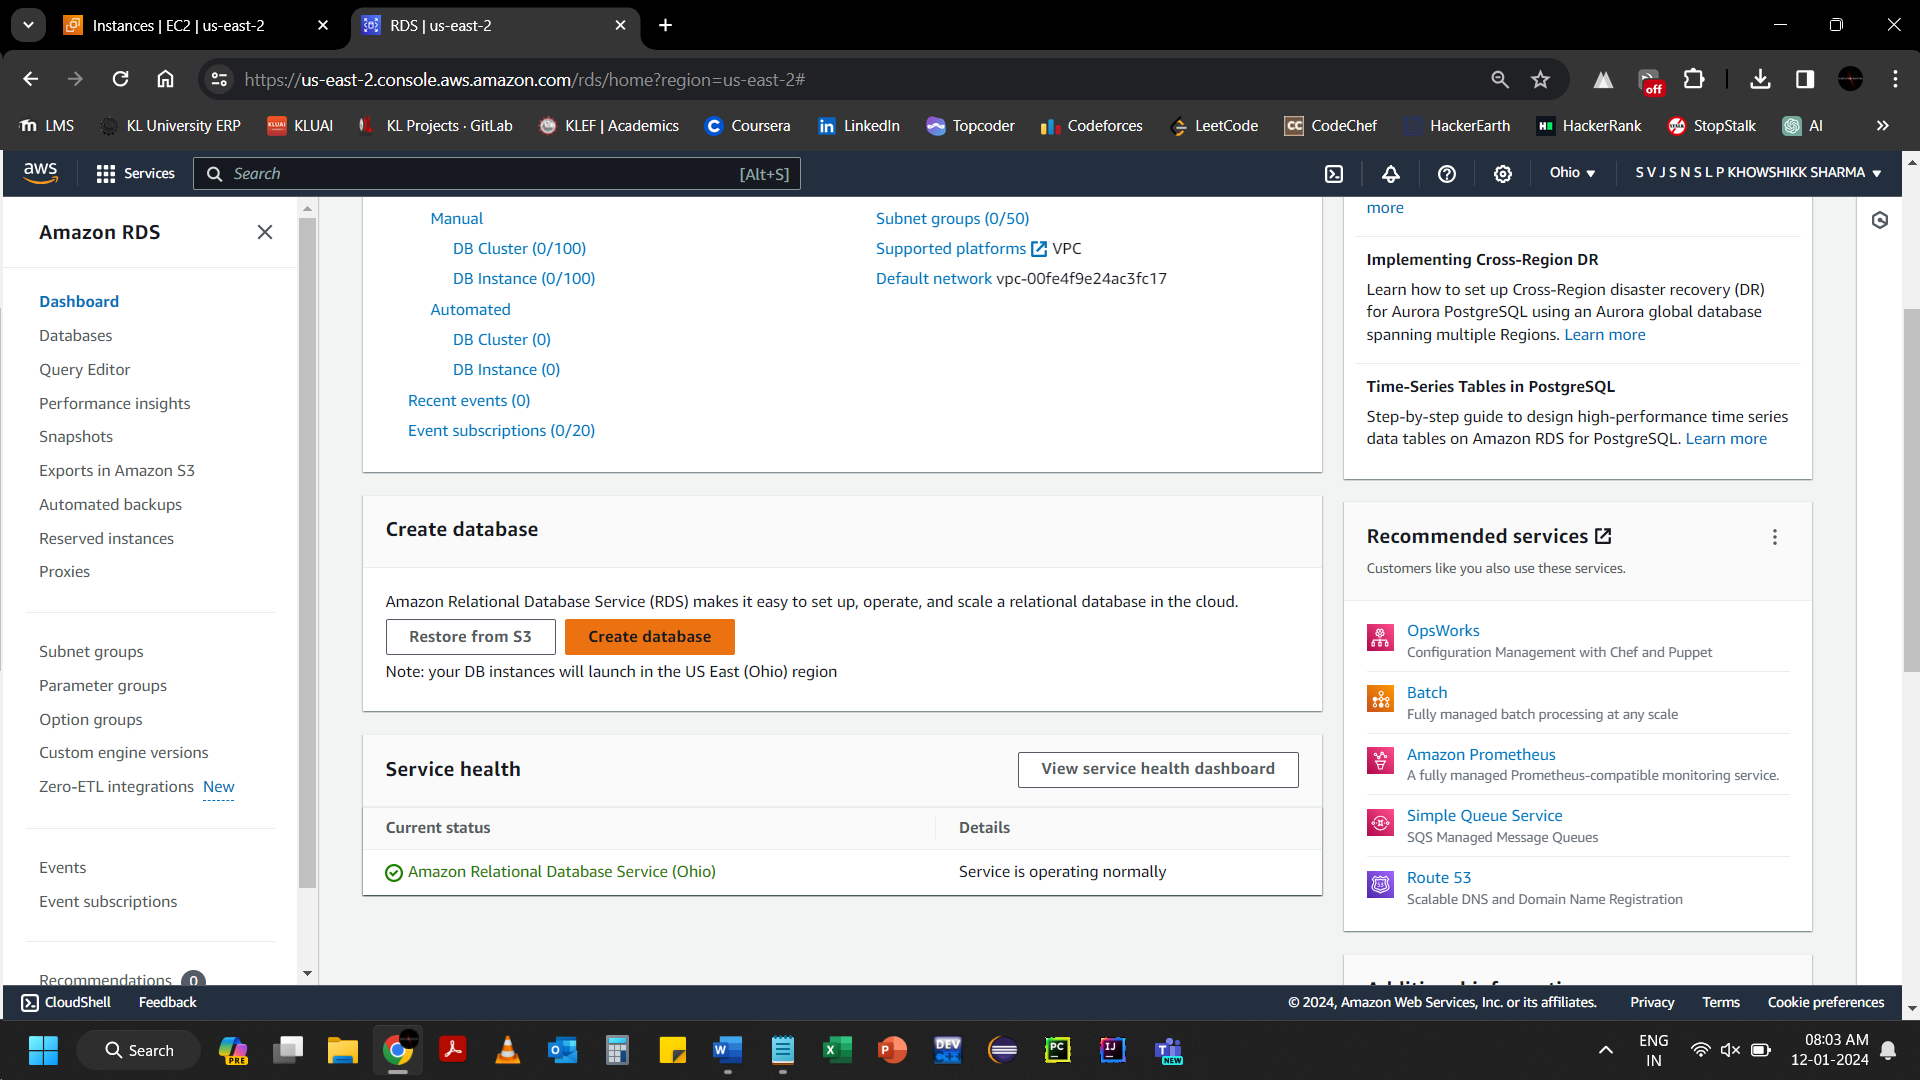 Instances | EC2 | us-east-2
RDS | us-east-2
https://us-east-2.console.aws.amazon.com/rds/home?region=us-east-2#
off
LMS
KL University ERP
KLUAI
KL Projects · GitLab
KLEF | Academics
Coursera
LinkedIn
Topcoder
Codeforces
LeetCode
CodeChef
HackerEarth
HackerRank
StopStalk
AI
aws
Services
Search
[Alt+S]
Ohio
S V J S N S L P KHOWSHIKK SHARMA
Amazon RDS
Dashboard
Databases
Query Editor
Performance insights
Snapshots
Exports in Amazon S3
Automated backups
Reserved instances
Proxies
Subnet groups
Parameter groups
Option groups
Custom engine versions
Zero-ETL integrations New
Events
Event subscriptions
Recommendations 0
Manual
DB Cluster (0/100)
DB Instance (0/100)
Automated
DB Cluster (0)
DB Instance (0)
Recent events (0)
Event subscriptions (0/20)
Subnet groups (0/50)
Supported platforms VPC
Default network vpc-00fe4f9e24ac3fc17
Create database
Amazon Relational Database Service (RDS) makes it easy to set up, operate, and scale a relational database in the cloud.
Restore from S3
Create database
Note: your DB instances will launch in the US East (Ohio) region
Service health
View service health dashboard
Current status
Details
Amazon Relational Database Service (Ohio)
Service is operating normally
more
Implementing Cross-Region DR
Learn how to set up Cross-Region disaster recovery (DR)
for Aurora PostgreSQL using an Aurora global database
spanning multiple Regions. Learn more
Time-Series Tables in PostgreSQL
Step-by-step guide to design high-performance time series
data tables on Amazon RDS for PostgreSQL. Learn more
Recommended services
Customers like you also use these services.
OpsWorks
Configuration Management with Chef and Puppet
Batch
Fully managed batch processing at any scale
Amazon Prometheus
A fully managed Prometheus-compatible monitoring service.
Simple Queue Service
SQS Managed Message Queues
Route 53
Scalable DNS and Domain Name Registration
CloudShell
Feedback
© 2024, Amazon Web Services, Inc. or its affiliates.
Privacy
Terms
Cookie preferences
Search
PRE
DEV
PC
IJ
NEW
ENG
IN
08:03 AM
12-01-2024